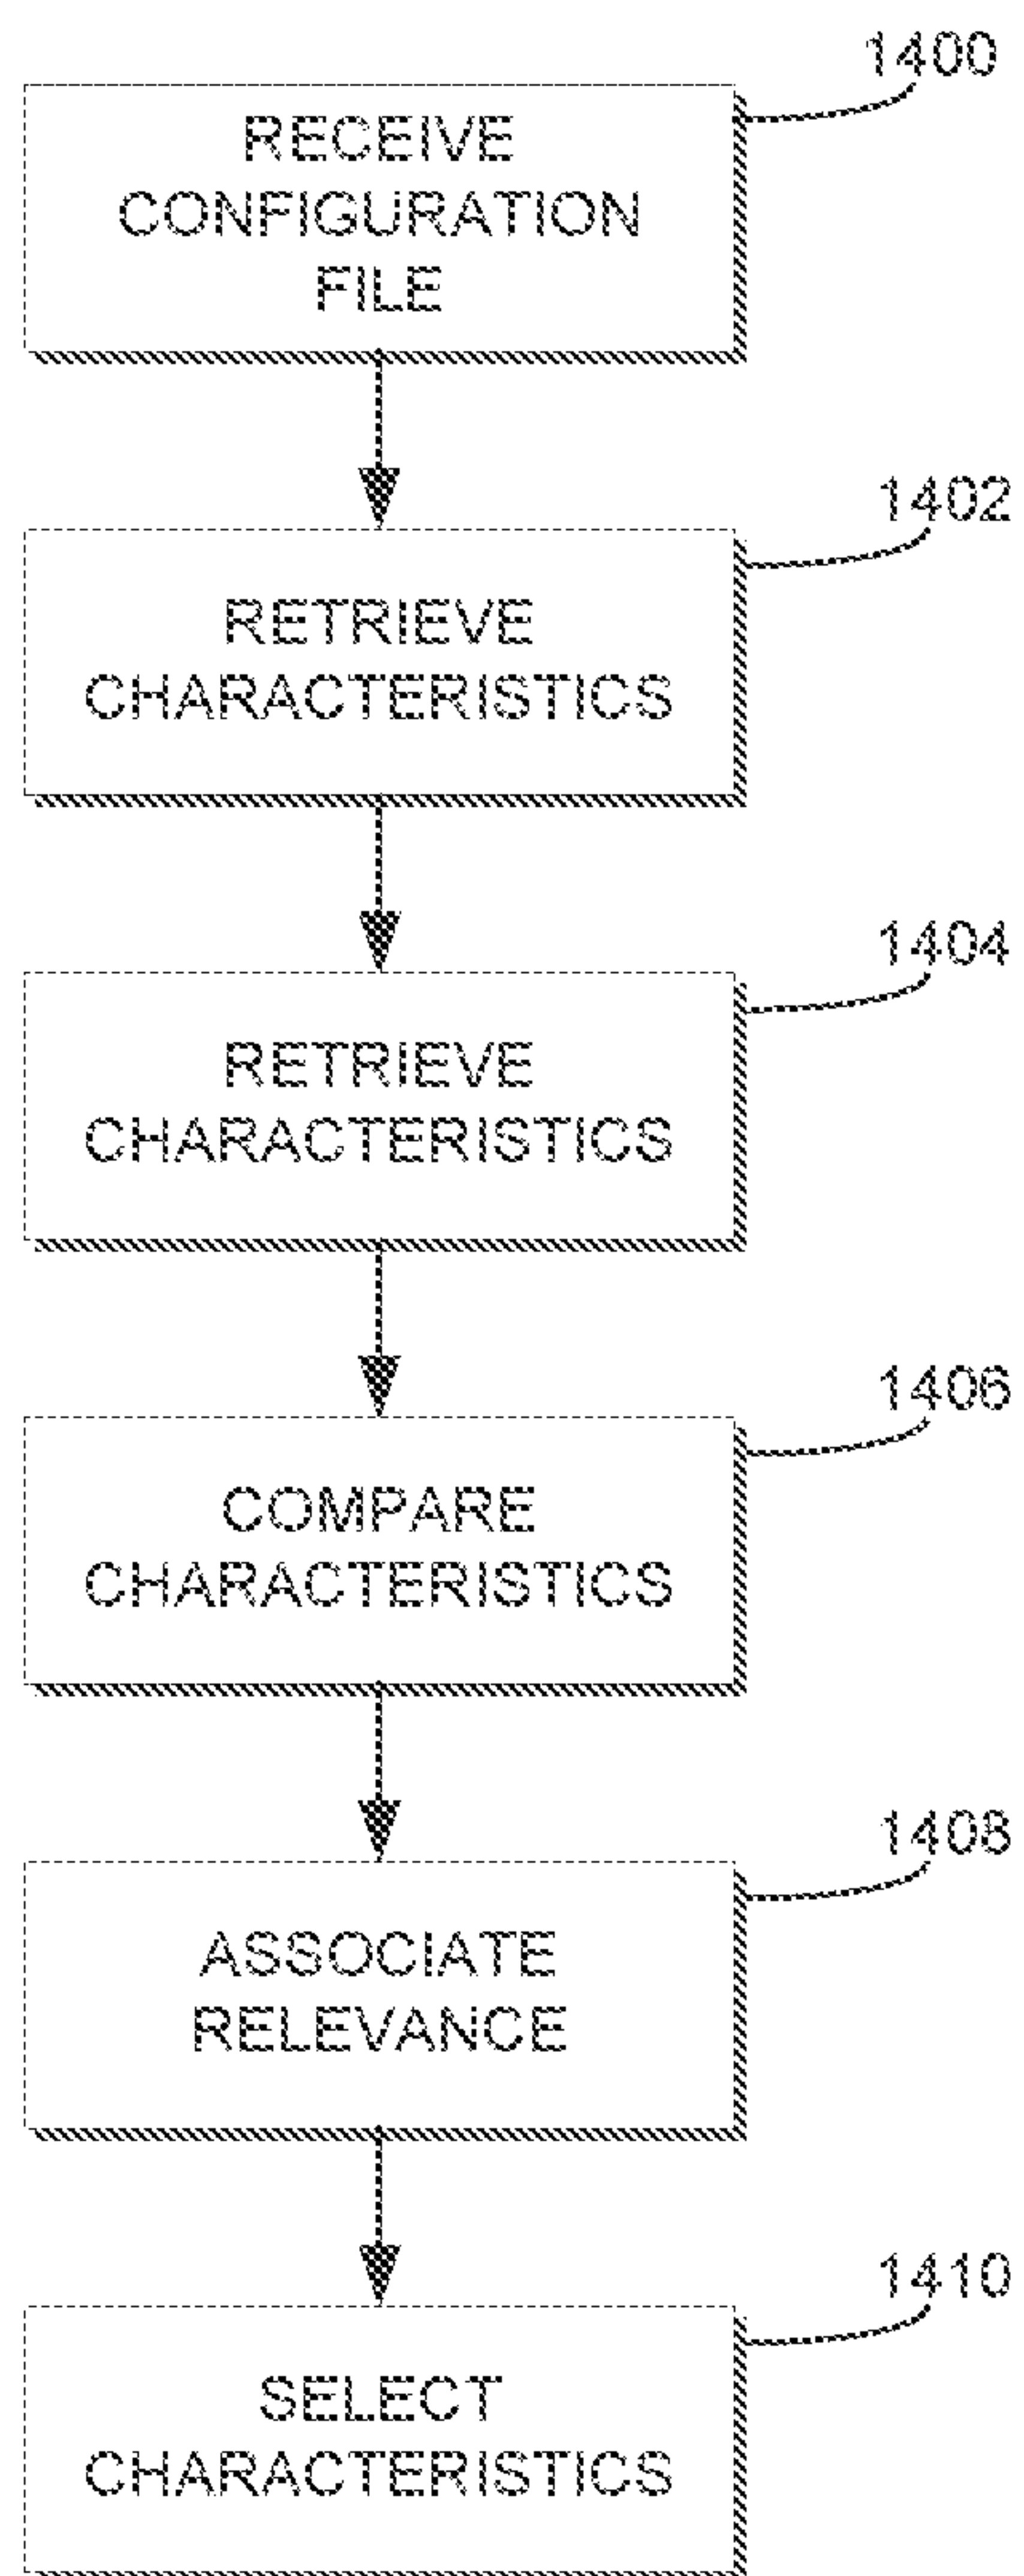 1400
RECEIVE
CONFIGURATION
FILE
1402
RETRIEVE
CHARACTERISTICS
1404
RETRIEVE
CHARACTERISTICS
1406
COMPARE
CHARACTERISTICS
1408
ASSOCIATE
RELEVANCE
1410
SELECT
CHARACTERISTICS